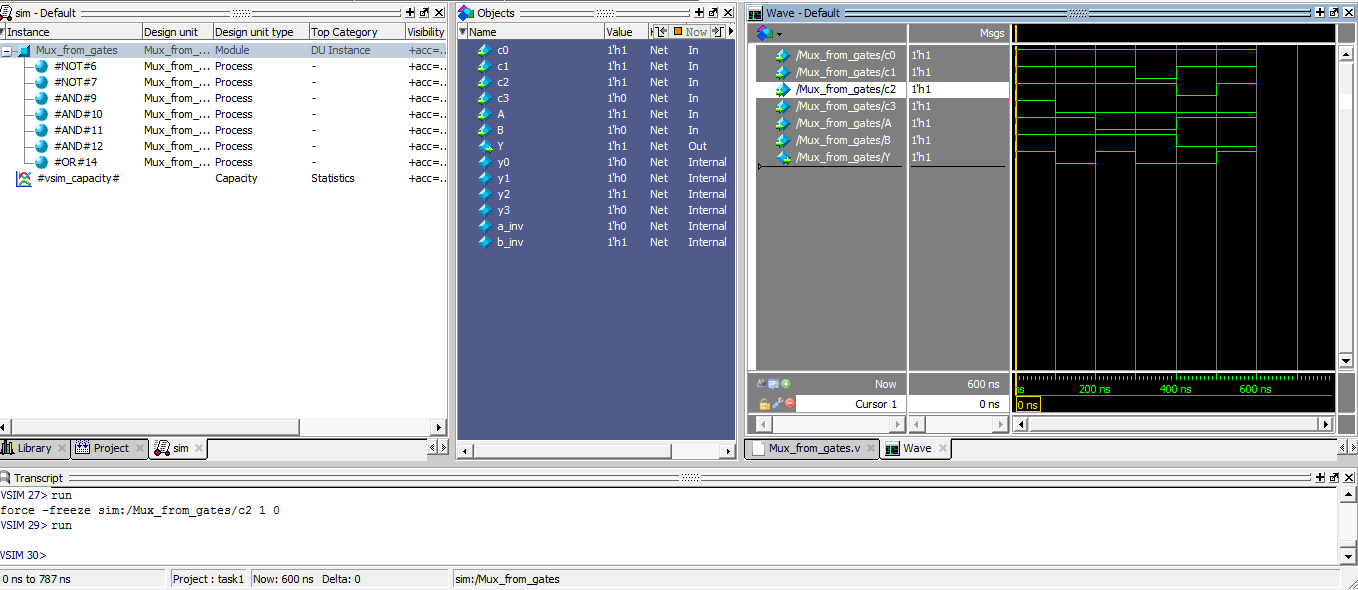 sim - Default
Instance Design unit Design unit type Top Category Visibility
Mux_from_gates Mux_from_... Module DU Instance +acc=..
#NOT#6 Mux_from_... Process - +acc=..
#NOT#7 Mux_from_... Process - +acc=..
#AND#9 Mux_from_... Process - +acc=..
#AND#10 Mux_from_... Process - +acc=..
#AND#11 Mux_from_... Process - +acc=..
#AND#12 Mux_from_... Process - +acc=..
#OR#14 Mux_from_... Process - +acc=..
#vsim_capacity# Capacity Statistics +acc=..
Library Project sim
Objects
Name Value Now
c0 1'h1 Net In
c1 1'h1 Net In
c2 1'h1 Net In
c3 1'h0 Net In
A 1'h1 Net In
B 1'h0 Net In
Y 1'h1 Net Out
y0 1'h0 Net Internal
y1 1'h0 Net Internal
y2 1'h1 Net Internal
y3 1'h0 Net Internal
a_inv 1'h0 Net Internal
b_inv 1'h1 Net Internal
Wave - Default
Msgs
/Mux_from_gates/c0 1'h1
/Mux_from_gates/c1 1'h1
/Mux_from_gates/c2 1'h1
/Mux_from_gates/c3 1'h1
/Mux_from_gates/A 1'h1
/Mux_from_gates/B 1'h1
/Mux_from_gates/Y 1'h1
Now 600 ns ns 200 ns 400 ns 600 ns
Cursor 1 0 ns 0 ns
Mux_from_gates.v Wave
Transcript
VSIM 27> run
force -freeze sim:/Mux_from_gates/c2 1 0
VSIM 29> run
VSIM 30>
0 ns to 787 ns Project : task1 Now: 600 ns Delta: 0 sim:/Mux_from_gates